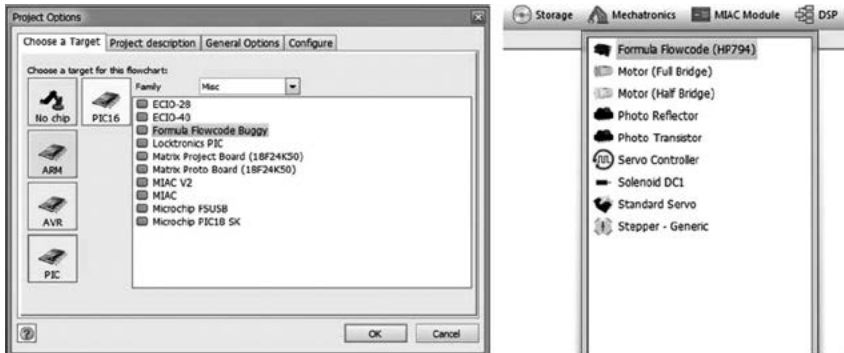 Project Options
Choose a Target Project description General Options Configure
Choose a target for this flowchart:
No chip
PIC16
ARM
AVR
PIC
Family Misc
ECIO-28
ECIO-40
Formula Flowcode Buggy
Locktronics PIC
Matrix Project Board (18F24K50)
Matrix Proto Board (18F24K50)
MIAC V2
MIAC
Microchip FSUSB
Microchip PIC18 SK
?
OK Cancel
Storage Mechatronics MIAC Module DSP
Formula Flowcode (HP794)
Motor (Full Bridge)
Motor (Half Bridge)
Photo Reflector
Photo Transistor
Servo Controller
Solenoid DC1
Standard Servo
Stepper - Generic